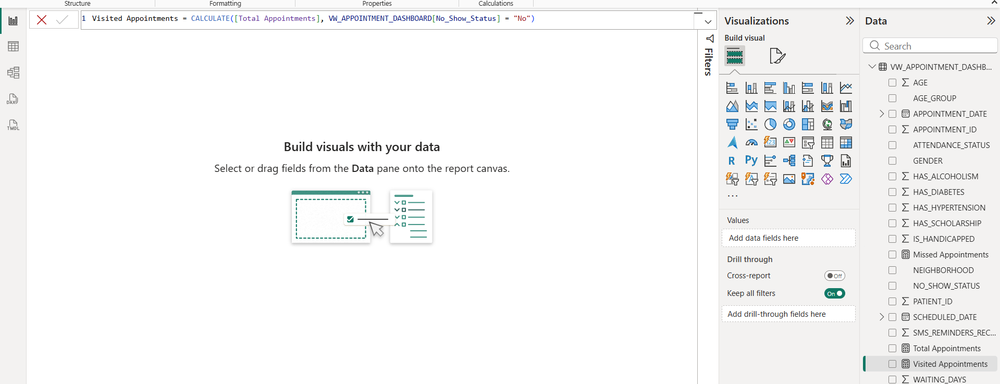 Structure
Formatting
Properties
Calculations
1 Visited Appointments = CALCULATE([Total Appointments], VW_APPOINTMENT_DASHBOARD[No_Show_Status] = "No")
Build visuals with your data
Select or drag fields from the Data pane onto the report canvas.
DAX
TMDL
Filters
Visualizations
Build visual
123
R
Py
...
Values
Add data fields here
Drill through
Cross-report
Off
Keep all filters
On
Add drill-through fields here
Data
Search
VW_APPOINTMENT_DASHB...
AGE
AGE_GROUP
APPOINTMENT_DATE
APPOINTMENT_ID
ATTENDANCE_STATUS
GENDER
HAS_ALCOHOLISM
HAS_DIABETES
HAS_HYPERTENSION
HAS_SCHOLARSHIP
IS_HANDICAPPED
Missed Appointments
NEIGHBORHOOD
NO_SHOW_STATUS
PATIENT_ID
SCHEDULED_DATE
SMS_REMINDERS_REC...
Total Appointments
Visited Appointments
WAITING_DAYS